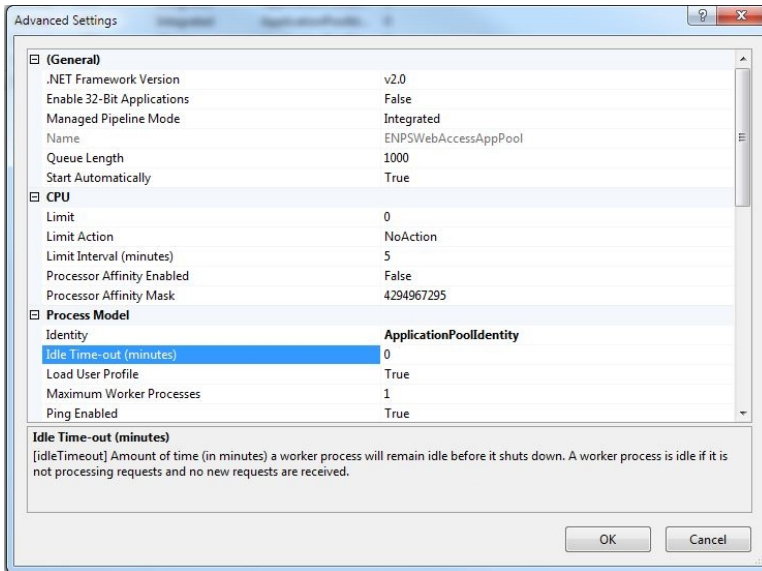 Advanced Settings
(General)
.NET Framework Version v2.0
Enable 32-Bit Applications False
Managed Pipeline Mode Integrated
Name ENPSWebAccessAppPool
Queue Length 1000
Start Automatically True
CPU
Limit 0
Limit Action NoAction
Limit Interval (minutes) 5
Processor Affinity Enabled False
Processor Affinity Mask 4294967295
Process Model
Identity ApplicationPoolIdentity
Idle Time-out (minutes) 0
Load User Profile True
Maximum Worker Processes 1
Ping Enabled True
Idle Time-out (minutes)
[idleTimeout] Amount of time (in minutes) a worker process will remain idle before it shuts down. A worker process is idle if it is
not processing requests and no new requests are received.
OK Cancel